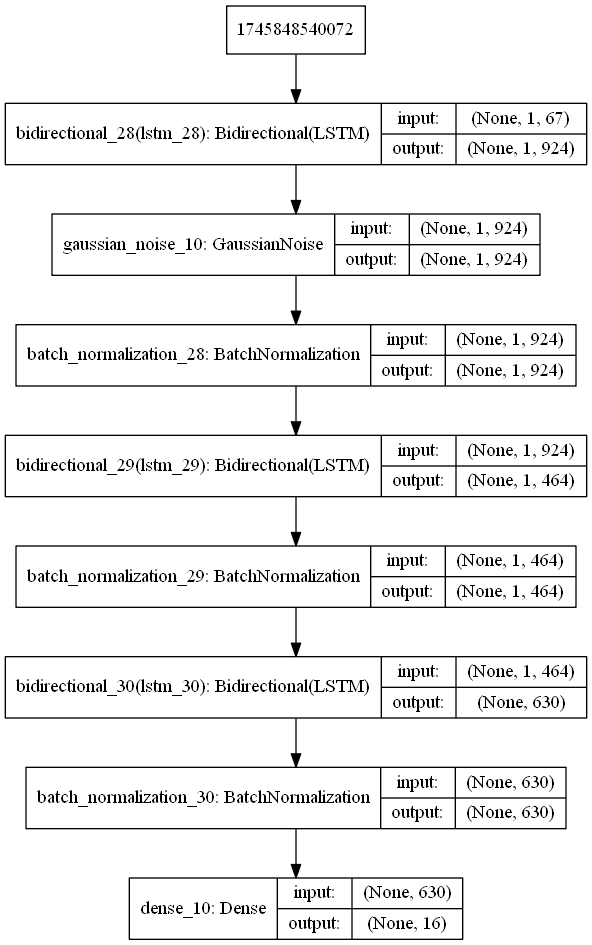 1745848540072
bidirectional_28(lstm_28): Bidirectional(LSTM)
input: (None, 1, 67)
output: (None, 1, 924)
gaussian_noise_10: GaussianNoise
input: (None, 1, 924)
output: (None, 1, 924)
batch_normalization_28: BatchNormalization
input: (None, 1, 924)
output: (None, 1, 924)
bidirectional_29(lstm_29): Bidirectional(LSTM)
input: (None, 1, 924)
output: (None, 1, 464)
batch_normalization_29: BatchNormalization
input: (None, 1, 464)
output: (None, 1, 464)
bidirectional_30(lstm_30): Bidirectional(LSTM)
input: (None, 1, 464)
output: (None, 630)
batch_normalization_30: BatchNormalization
input: (None, 630)
output: (None, 630)
dense_10: Dense
input: (None, 630)
output: (None, 16)